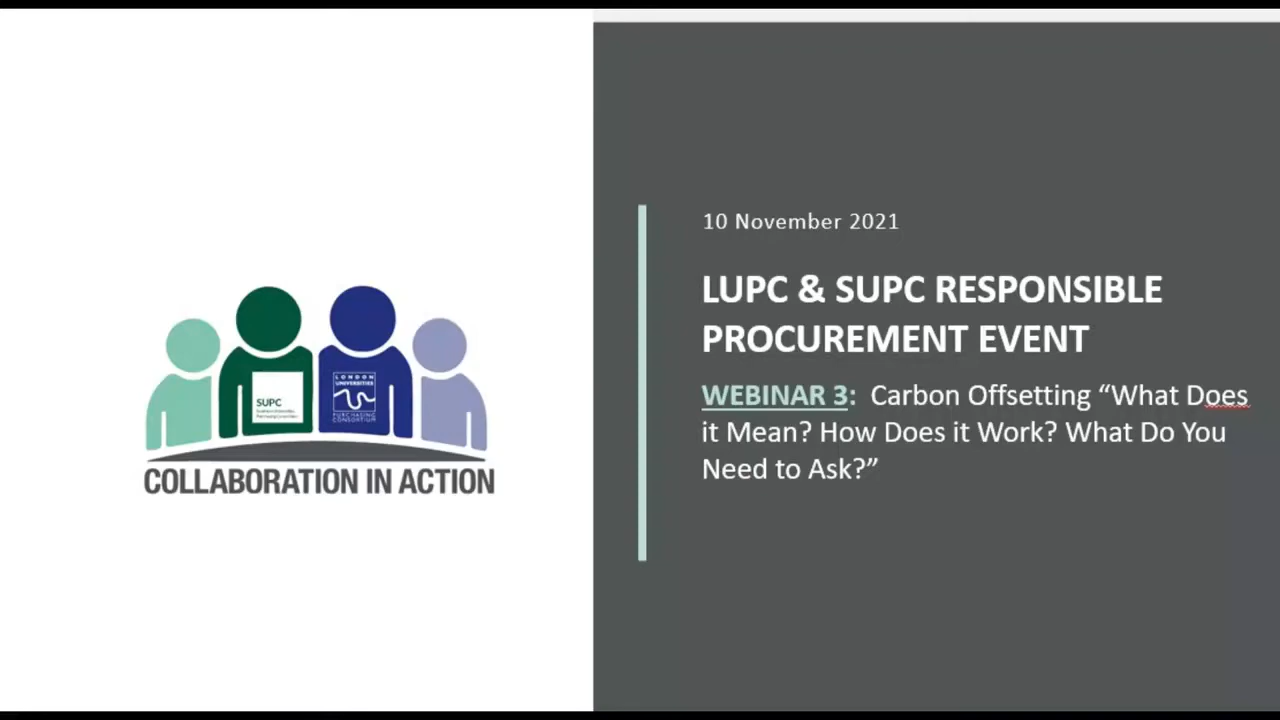 10 November 2021
LUPC & SUPC RESPONSIBLE
PROCUREMENT EVENT
WEBINAR 3: Carbon Offsetting “What Does
it Mean? How Does it Work? What Do You
Need to Ask?”
SUPC
LONDON
UNIVERSITIES
PURCHASING
CONSORTIUM
COLLABORATION IN ACTION